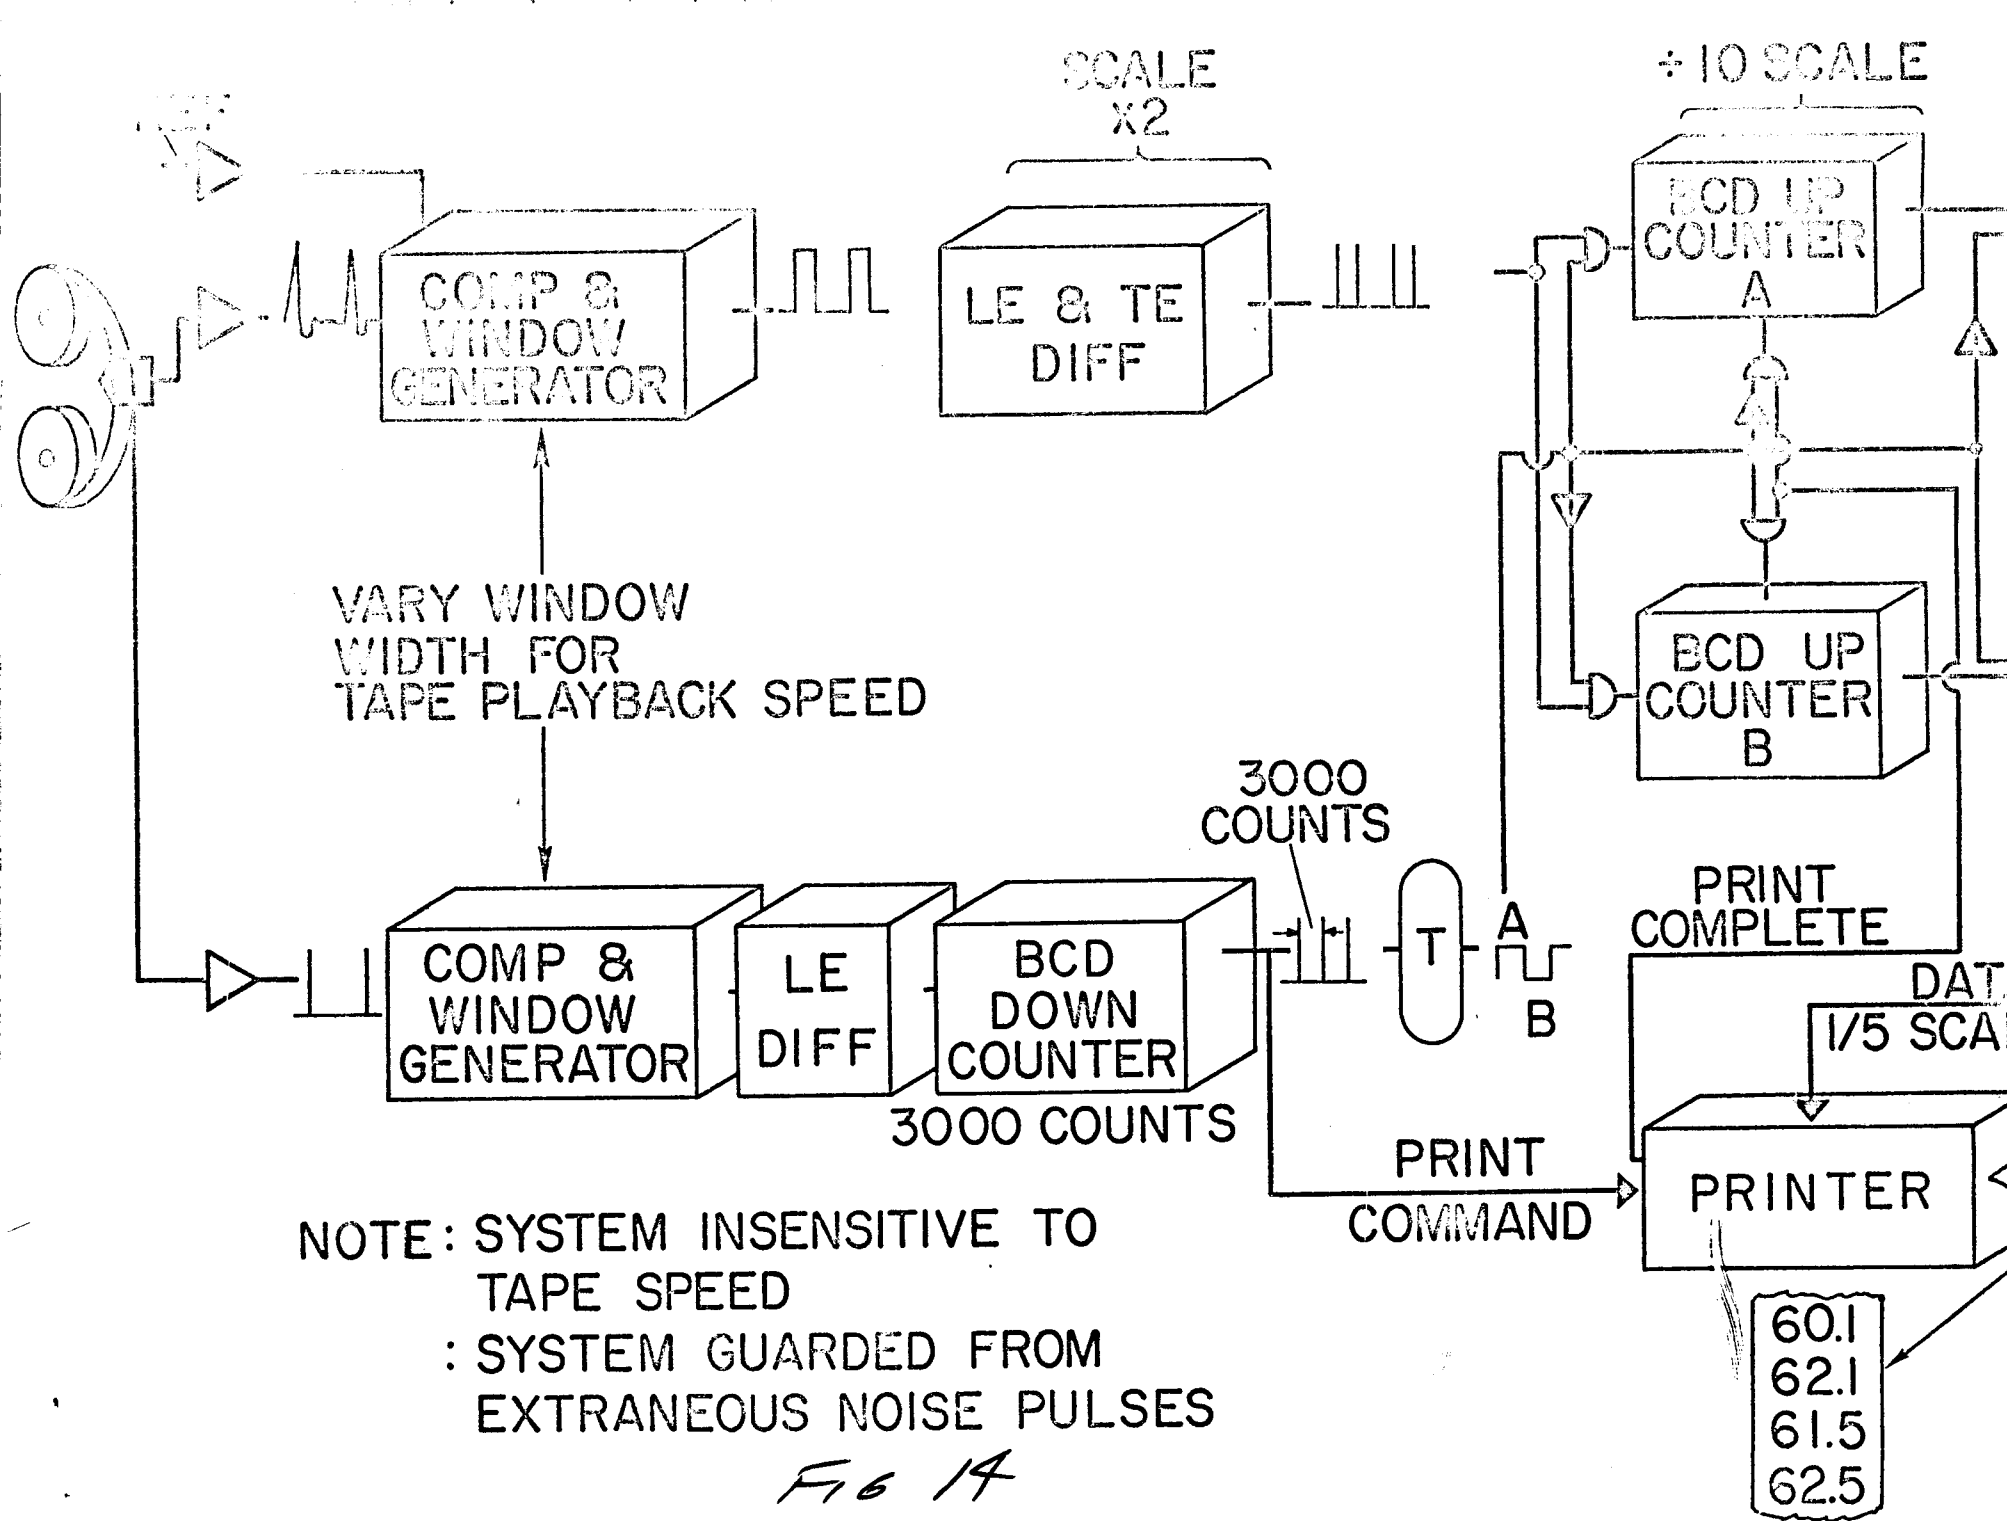 SCALE
X2
÷10 SCALE
COMP &
WINDOW
GENERATOR
LE & TE
DIFF
BCD UP
COUNTER
A
VARY WINDOW
WIDTH FOR
TAPE PLAYBACK SPEED
BCD UP
COUNTER
B
3000
COUNTS
COMP &
WINDOW
GENERATOR
LE
DIFF
BCD
DOWN
COUNTER
3000 COUNTS
T
A
B
PRINT
COMPLETE
1/5
PRINT
COMMAND
PRINTER
60.1
62.1
61.5
62.5
NOTE: SYSTEM INSENSITIVE TO
TAPE SPEED
: SYSTEM GUARDED FROM
EXTRANEOUS NOISE PULSES
FIG 14